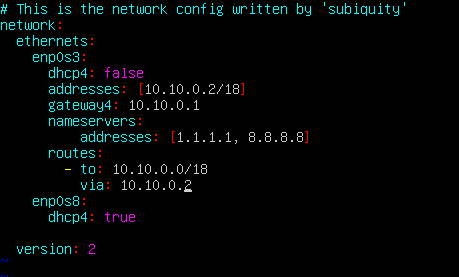 # This is the network config written by 'subiquity'
network:
  ethernets:
    enp0s3:
      dhcp4: false
      addresses: [10.10.0.2/18]
      gateway4: 10.10.0.1
      nameservers:
          addresses: [1.1.1.1, 8.8.8.8]
      routes:
        - to: 10.10.0.0/18
          via: 10.10.0.2
    enp0s8:
      dhcp4: true

  version: 2
~
~